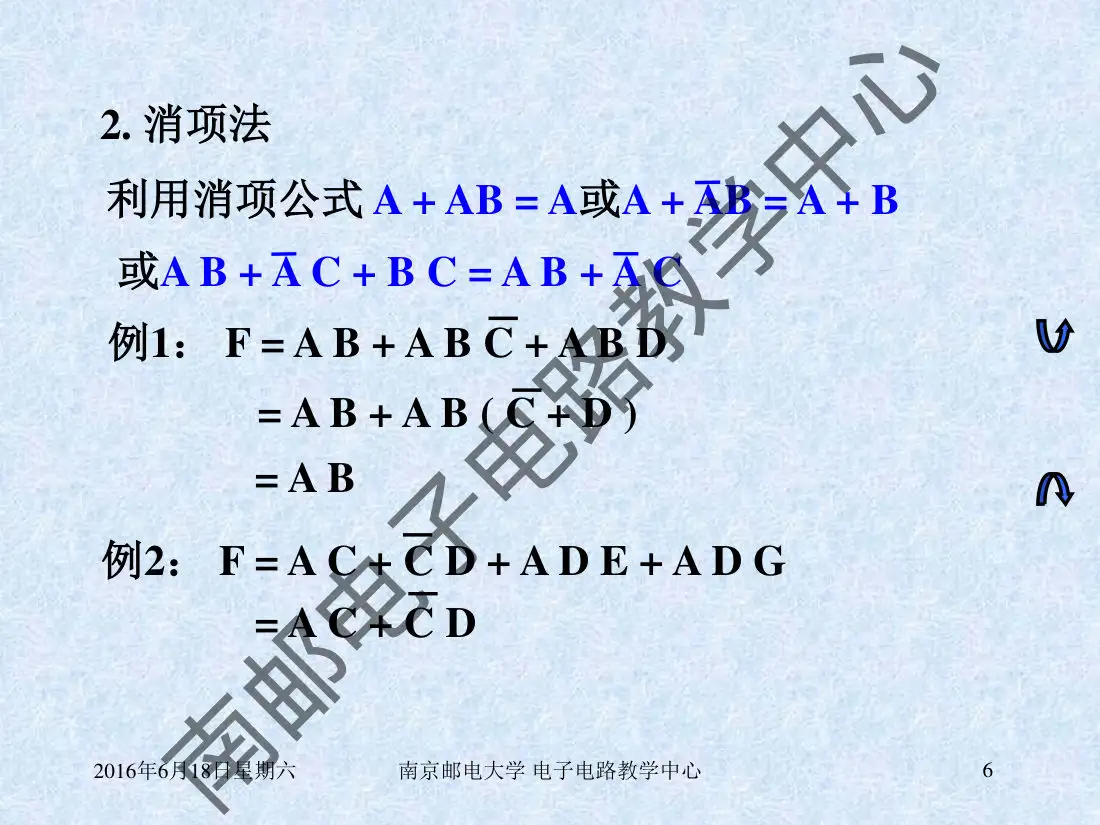 2. 消项法
利用消项公式 A + AB = A或A + A̅B = A + B
或A B + A̅ C + B C = A B + A̅ C
例1： F = A B + A B C̅ + A B D
= A B + A B ( C̅ + D )
= A B
例2： F = A C + C̅ D + A D E + A D G
= A C + C̅ D
南邮电子电路教学中心
2016年6月18日星期六 南京邮电大学 电子电路教学中心 6